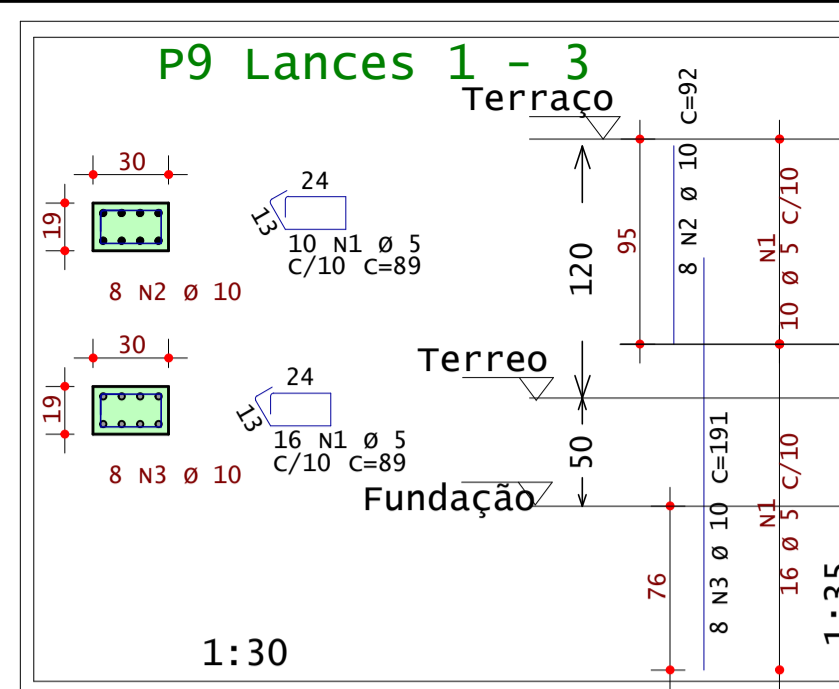 P9 Lances 1 - 3
Terraço
30
19
8 N2 Ø 10
24
13
10 N1 Ø 5
C/10 C=89
120
95
8 N2 Ø 10 C=92
N1
10 Ø 5 C/10
Terreo
30
19
8 N3 Ø 10
24
13
16 N1 Ø 5
C/10 C=89
50
Fundação
76
8 N3 Ø 10 C=191
N1
16 Ø 5 C/10
1:30
1:35